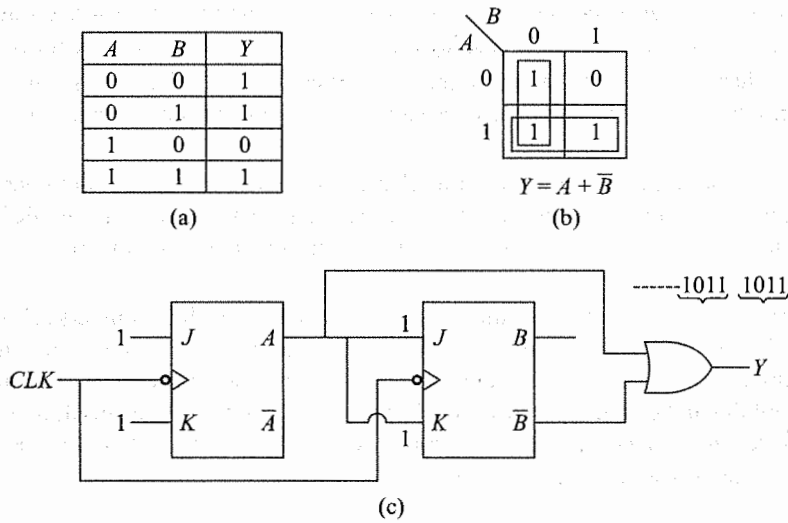 A B Y
0 0 1
0 1 1
1 0 0
1 1 1
(a)
B
A
0 1
0 1 0
1 1 1
Y = A + B̅
(b)
------1011 1011
1 J A 1 J B
CLK Y
1 K A̅ 1 K B̅
(c)